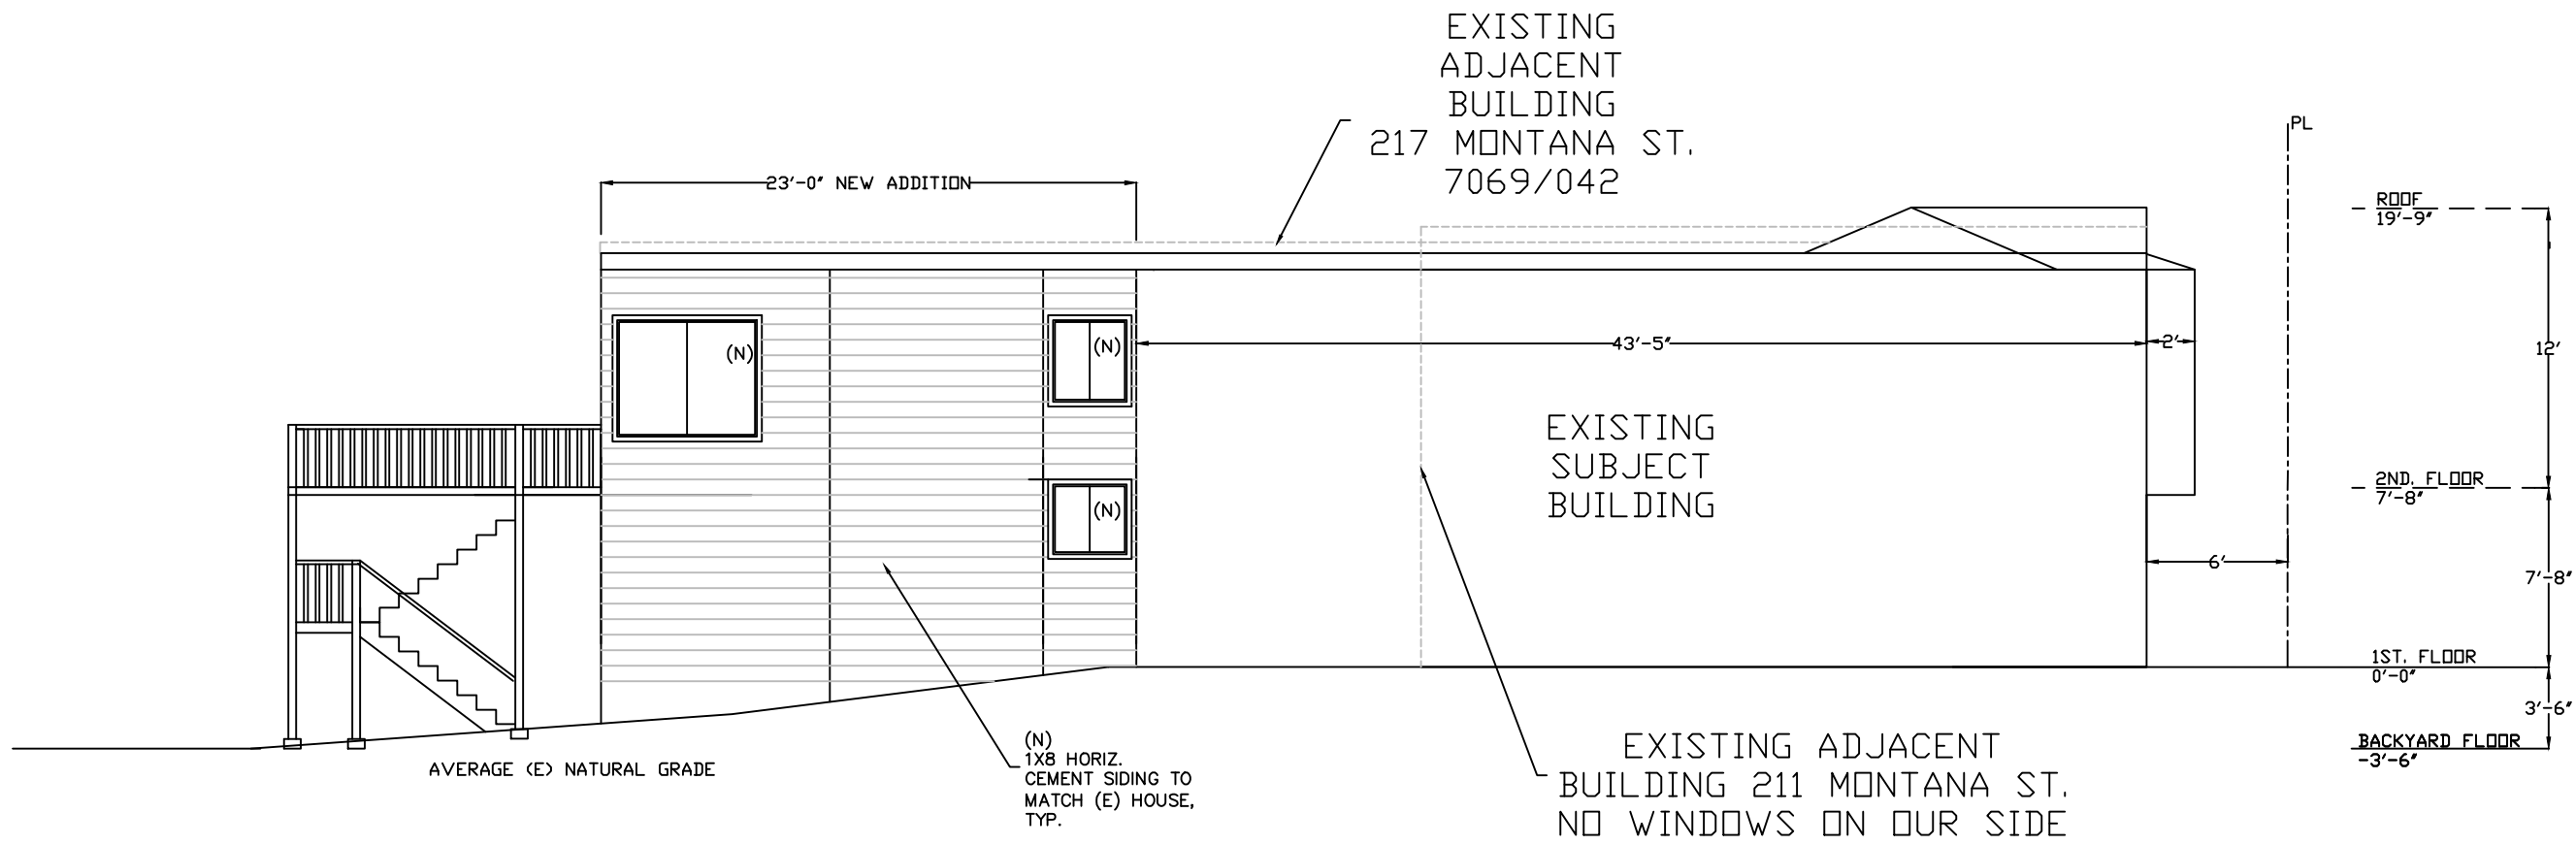 EXISTING
ADJACENT
BUILDING
217 MONTANA ST.
7069/042
PL
23'-0" NEW ADDITION
ROOF
19'-9"
(N)
(N)
43'-5"
2'
12'
EXISTING
SUBJECT
BUILDING
2ND. FLOOR
7'-8"
(N)
6'
7'-8"
1ST. FLOOR
0'-0"
3'-6"
BACKYARD FLOOR
-3'-6"
AVERAGE (E) NATURAL GRADE
(N)
1X8 HORIZ.
CEMENT SIDING TO
MATCH (E) HOUSE,
TYP.
EXISTING ADJACENT
BUILDING 211 MONTANA ST.
NO WINDOWS ON OUR SIDE